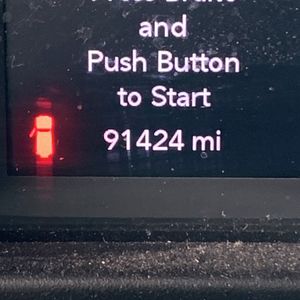 and
Push Button
to Start
91424 mi